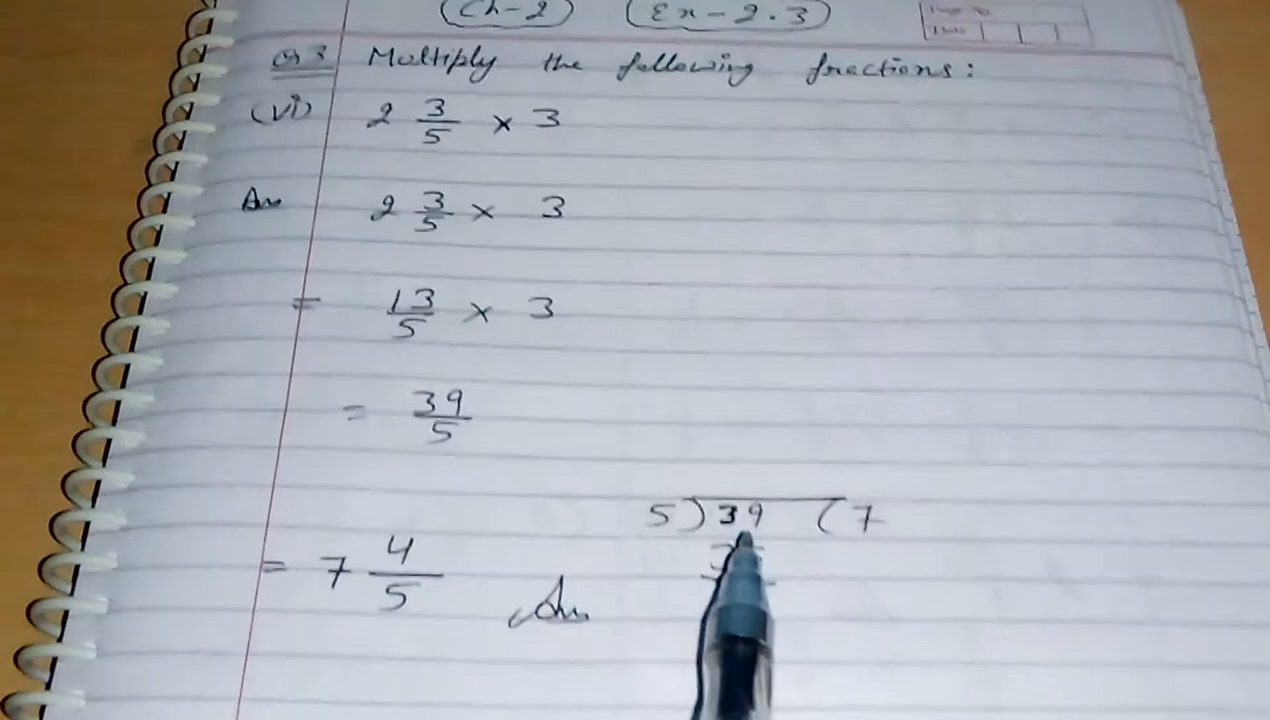 Ch-2 Ex-2.3
Q3 Multiply the following fractions:
(vi) 2 3/5 × 3
Ans 2 3/5 × 3
= 13/5 × 3
= 39/5
5) 39 (7
= 7 4/5 Ans